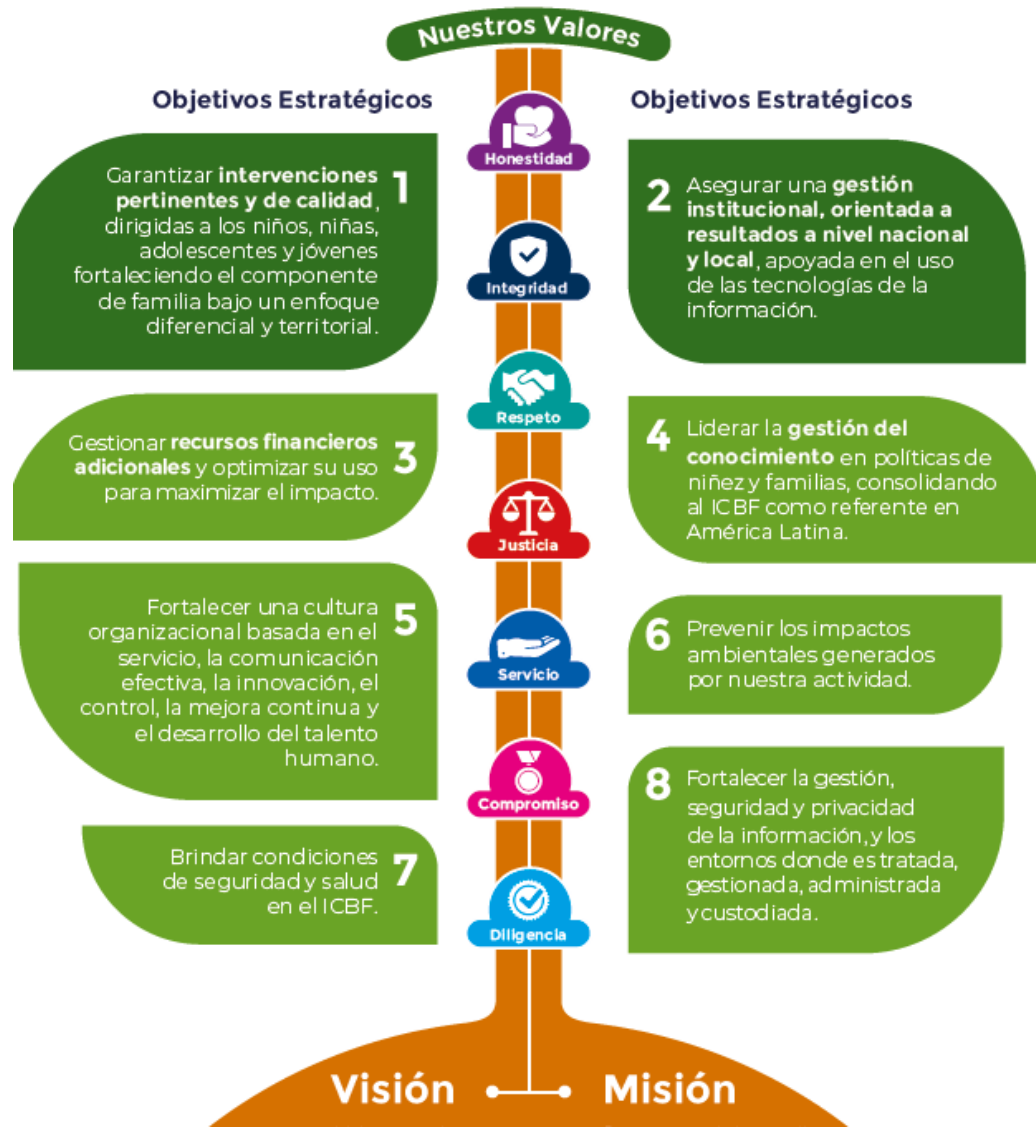 Nuestros Valores
Objetivos Estratégicos
1
Garantizar intervenciones
pertinentes y de calidad,
dirigidas a los niños, niñas,
adolescentes y jóvenes
fortaleciendo el componente
de familia bajo un enfoque
diferencial y territorial.
3
Gestionar recursos financieros
adicionales y optimizar su uso
para maximizar el impacto.
5
Fortalecer una cultura
organizacional basada en el
servicio, la comunicación
efectiva, la innovación, el
control, la mejora continua y
el desarrollo del talento
humano.
7
Brindar condiciones
de seguridad y salud
en el ICBF.
Honestidad
Integridad
Respeto
Justicia
Servicio
Compromiso
Diligencia
Objetivos Estratégicos
2
Asegurar una gestión
institucional, orientada a
resultados a nivel nacional
y local, apoyada en el uso
de las tecnologías de la
información.
4
Liderar la gestión del
conocimiento en políticas de
niñez y familias, consolidando
al ICBF como referente en
América Latina.
6
Prevenir los impactos
ambientales generados
por nuestra actividad.
8
Fortalecer la gestión,
seguridad y privacidad
de la información, y los
entornos donde es tratada,
gestionada, administrada
y custodiada.
Visión
Misión